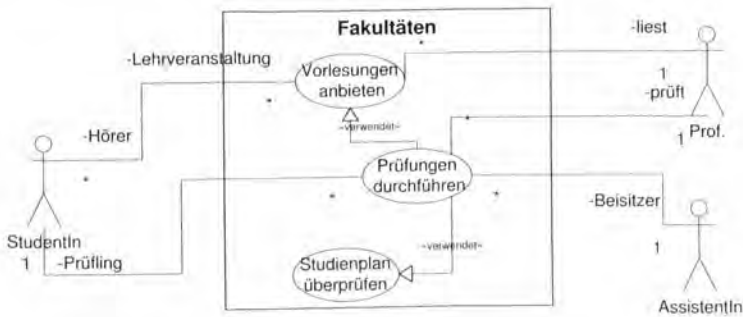 Fakultäten
-liest
*
-Lehrveranstaltung
Vorlesungen
anbieten
1
-prüft
*
*
~verwendet~
-Hörer
1 Prof.
*
Prüfungen
durchführen
*
*
-Beisitzer
StudentIn
1
-Prüfling
~verwendet~
1
Studienplan
überprüfen
AssistentIn